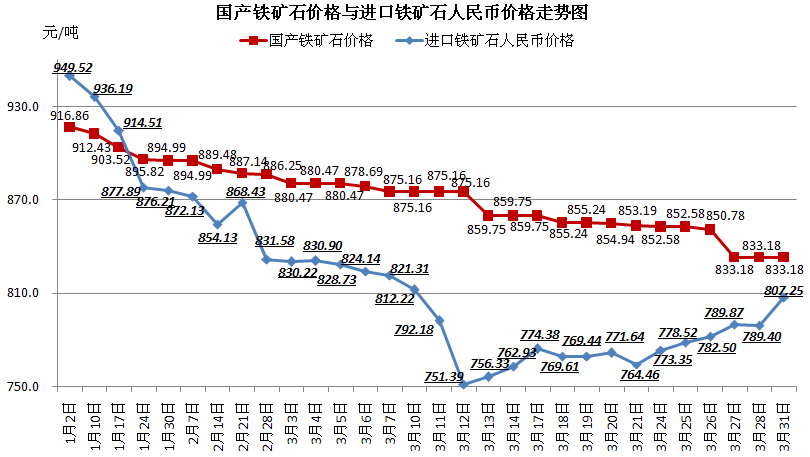 国产铁矿石价格与进口铁矿石人民币价格走势图
元/吨
国产铁矿石价格 进口铁矿石人民币价格
930.0
870.0
810.0
750.0
916.86 912.43 903.52 895.82 894.99 894.99 889.48 887.14 886.25 880.47 880.47 880.47 878.69 875.16 875.16 875.16 875.16 859.75 859.75 859.75 855.24 855.24 854.94 853.19 852.58 852.58 850.78 833.18 833.18 833.18
949.52 936.19 914.51 877.89 876.21 872.13 854.13 868.43 831.58 830.22 830.90 828.73 824.14 821.31 812.22 792.18 751.39 756.33 762.93 774.38 769.61 769.44 771.64 764.46 773.35 778.52 782.50 789.87 789.40 807.25
1月2日 1月10日 1月17日 1月24日 1月30日 2月7日 2月14日 2月21日 2月28日 3月3日 3月4日 3月5日 3月6日 3月7日 3月10日 3月11日 3月12日 3月13日 3月14日 3月17日 3月18日 3月19日 3月20日 3月21日 3月24日 3月25日 3月26日 3月27日 3月28日 3月31日